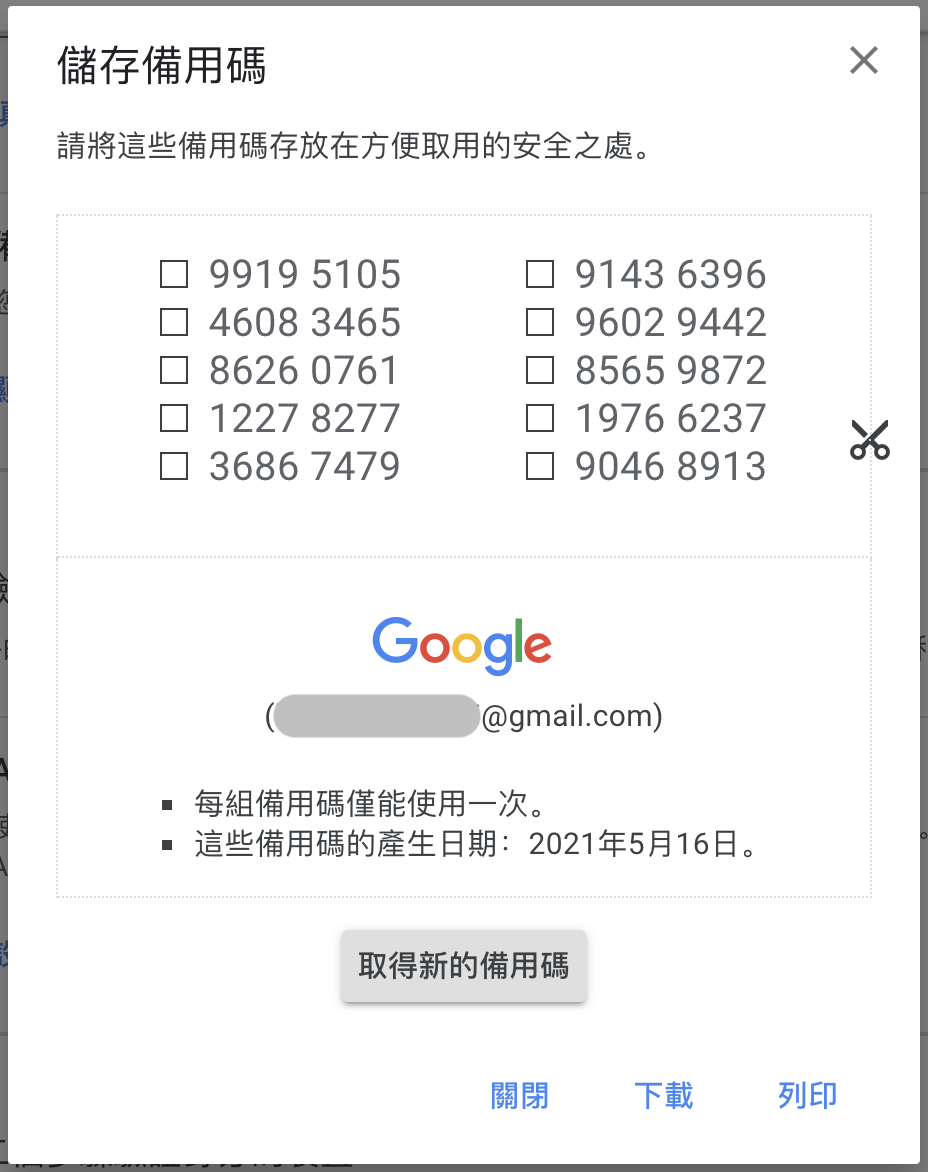 儲存備用碼
請將這些備用碼存放在方便取用的安全之處。
9919 5105
4608 3465
8626 0761
1227 8277
3686 7479
9143 6396
9602 9442
8565 9872
1976 6237
9046 8913
Google
(@gmail.com)
每組備用碼僅能使用一次。
這些備用碼的產生日期：2021年5月16日。
取得新的備用碼
關閉 下載 列印